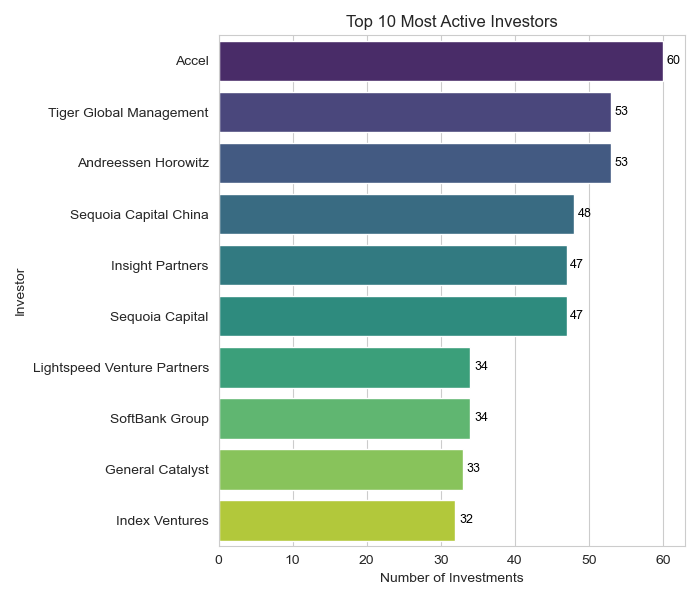 Top 10 Most Active Investors
Accel 60
Tiger Global Management 53
Andreessen Horowitz 53
Sequoia Capital China 48
Insight Partners 47
Sequoia Capital 47
Lightspeed Venture Partners 34
SoftBank Group 34
General Catalyst 33
Index Ventures 32
Investor
0 10 20 30 40 50 60
Number of Investments